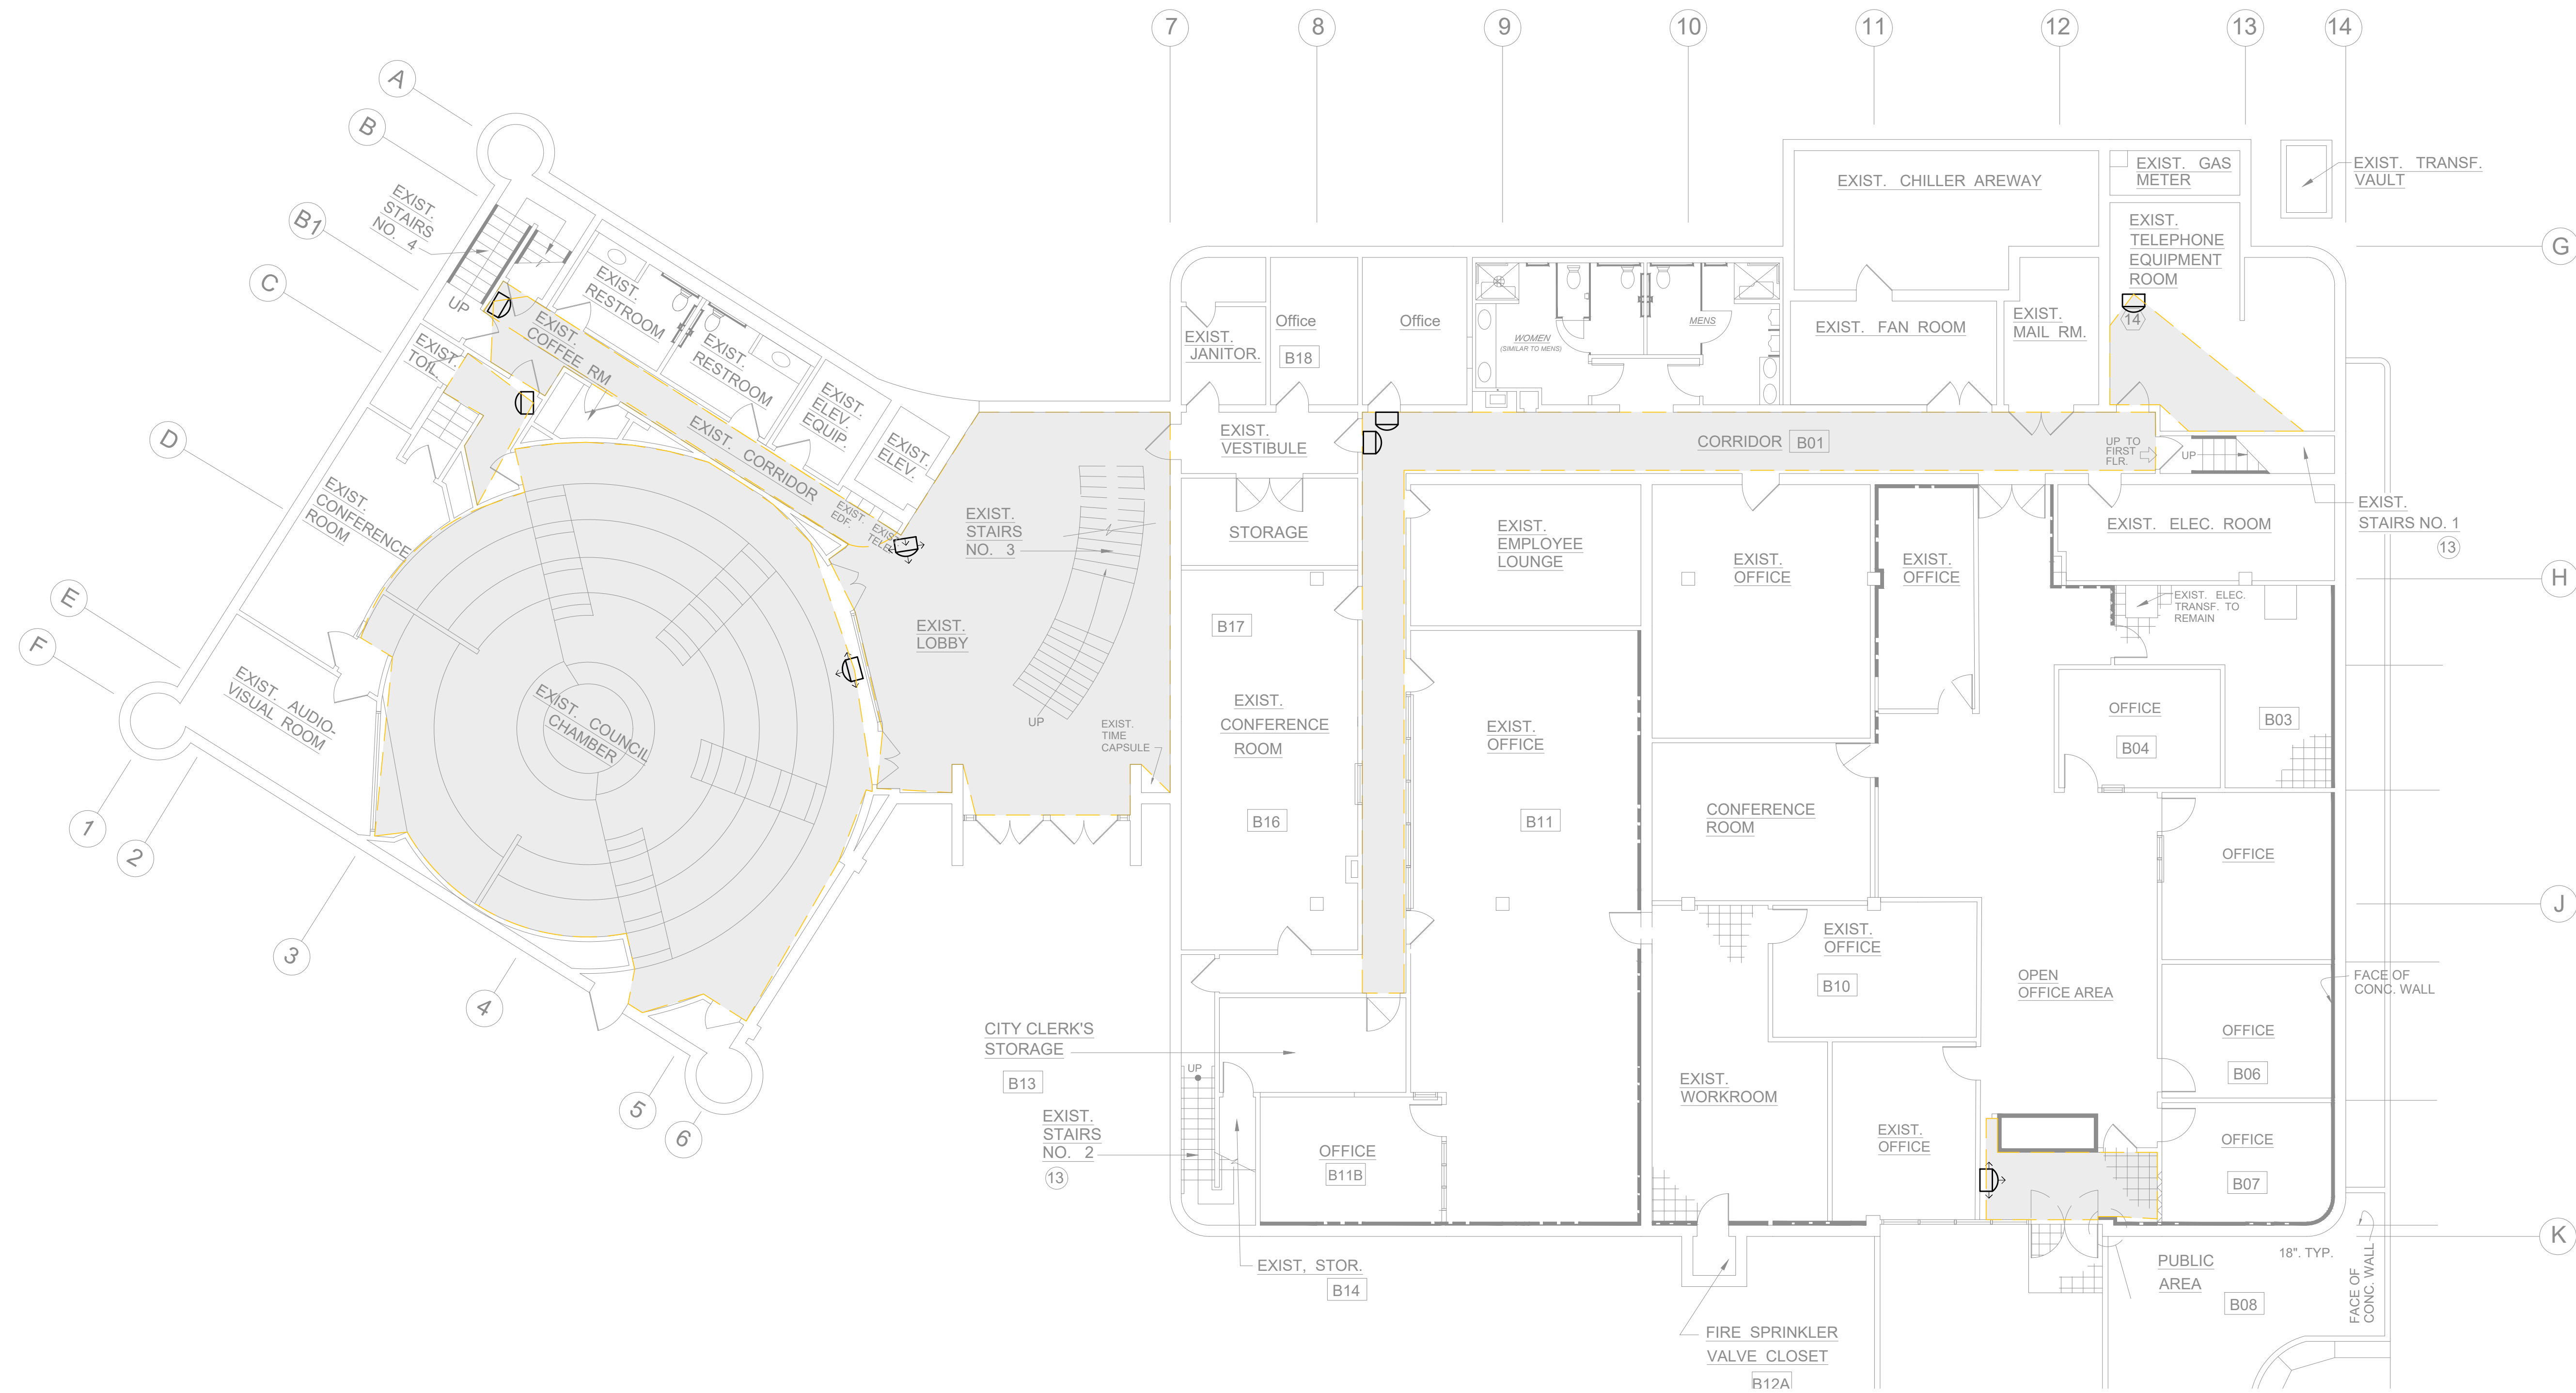 7
8
9
10
11
12
13
14
A
B
B1
C
D
E
F
G
H
J
K
1
2
3
4
5
6
EXIST.
STAIRS
NO. 4
UP
EXIST.
RESTROOM
EXIST.
COFFEE RM
EXIST.
TOIL.
EXIST.
RESTROOM
EXIST.
ELEV.
EQUIP.
EXIST.
ELEV.
EXIST. CORRIDOR
EXIST.
EDF.
EXIST.
TELE.
EXIST.
CONFERENCE
ROOM
EXIST. AUDIO-
VISUAL ROOM
EXIST. COUNCIL
CHAMBER
EXIST.
STAIRS
NO. 3
EXIST.
LOBBY
UP
EXIST.
TIME
CAPSULE
EXIST.
JANITOR.
Office
B18
Office
EXIST.
VESTIBULE
STORAGE
B17
EXIST.
CONFERENCE
ROOM
B16
WOMEN
(SIMILAR TO MENS)
MENS
EXIST. CHILLER AREWAY
EXIST. FAN ROOM
EXIST.
MAIL RM.
EXIST. GAS
METER
EXIST.
TELEPHONE
EQUIPMENT
ROOM
14
EXIST. TRANSF.
VAULT
CORRIDOR B01
UP TO
FIRST
FLR.
UP
EXIST.
STAIRS NO. 1
13
EXIST.
EMPLOYEE
LOUNGE
EXIST.
OFFICE
EXIST.
OFFICE
EXIST. ELEC. ROOM
EXIST. ELEC.
TRANSF. TO
REMAIN
EXIST.
OFFICE
B11
CONFERENCE
ROOM
OFFICE
B04
B03
OFFICE
EXIST.
OFFICE
B10
OPEN
OFFICE AREA
FACE OF
CONC. WALL
OFFICE
B06
CITY CLERK'S
STORAGE
B13
UP
EXIST.
STAIRS
NO. 2
13
OFFICE
B11B
EXIST.
WORKROOM
EXIST.
OFFICE
OFFICE
B07
EXIST, STOR.
B14
FIRE SPRINKLER
VALVE CLOSET
B12A
PUBLIC
AREA
B08
18". TYP.
FACE OF
CONC. WALL